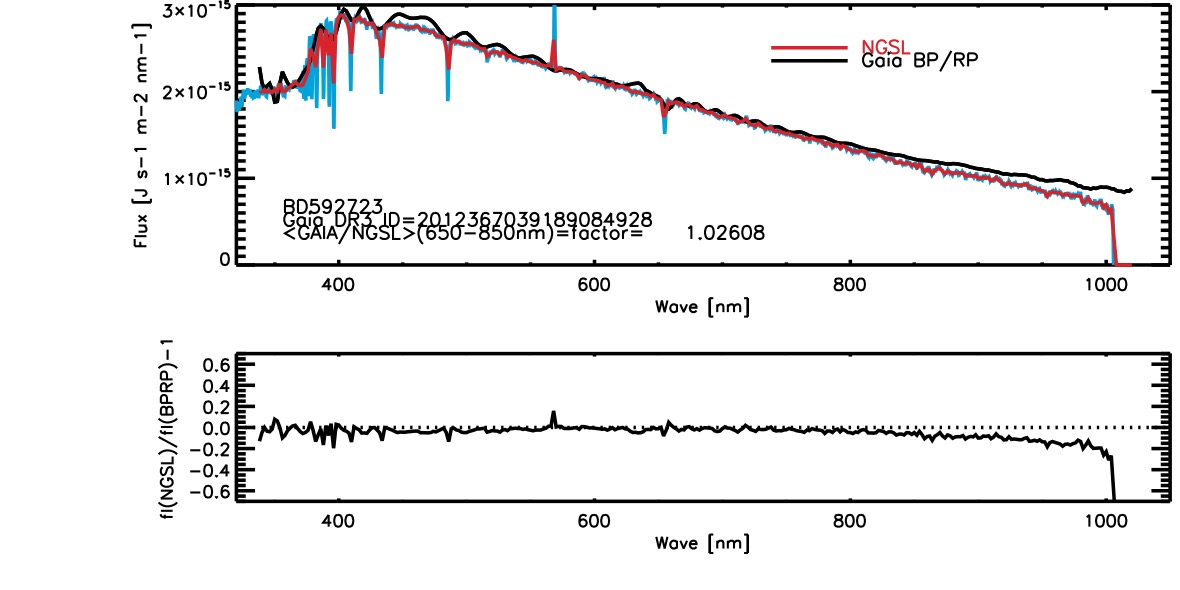 3×10−15
2×10−15
1×10−15
0
Flux [J s−1 m−2 nm−1]
NGSL
Gaia BP/RP
BD592723
Gaia DR3 ID=2012367039189084928
<GAIA/NGSL>(650−850nm)=factor= 1.02608
400 600 800 1000
Wave [nm]
0.6
0.4
0.2
0.0
−0.2
−0.4
−0.6
fl(NGSL)/fl(BPRP)−1
400 600 800 1000
Wave [nm]